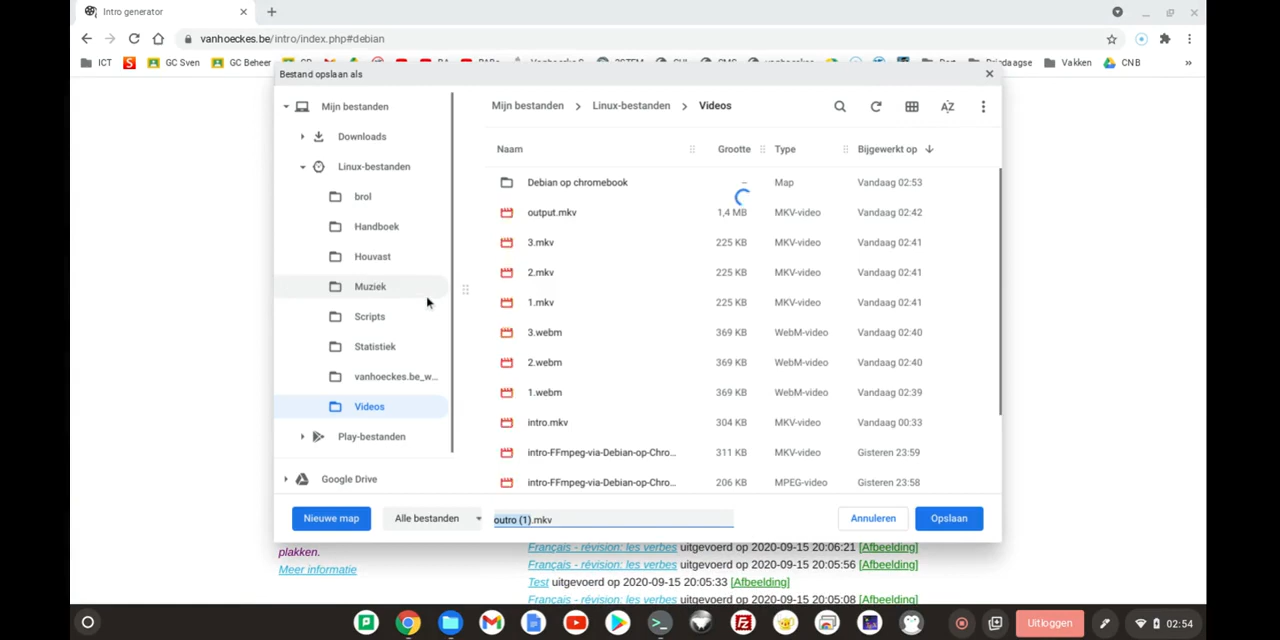 Intro generator
vanhoeckes.be/intro/index.php#debian
ICT
GC Sven
GC Beheer
Vakken
CNB
Bestand opslaan als
Mijn bestanden
Downloads
Linux-bestanden
brol
Handboek
Houvast
Muziek
Scripts
Statistiek
vanhoeckes.be_w...
Videos
Play-bestanden
Google Drive
Mijn bestanden > Linux-bestanden > Videos
AZ
Naam Grootte Type Bijgewerkt op
Debian op chromebook – Map Vandaag 02:53
output.mkv 1,4 MB MKV-video Vandaag 02:42
3.mkv 225 KB MKV-video Vandaag 02:41
2.mkv 225 KB MKV-video Vandaag 02:41
1.mkv 225 KB MKV-video Vandaag 02:41
3.webm 369 KB WebM-video Vandaag 02:40
2.webm 369 KB WebM-video Vandaag 02:40
1.webm 369 KB WebM-video Vandaag 02:39
intro.mkv 304 KB MKV-video Vandaag 00:33
intro-FFmpeg-via-Debian-op-Chro... 311 KB MKV-video Gisteren 23:59
intro-FFmpeg-via-Debian-op-Chro... 206 KB MPEG-video Gisteren 23:58
Nieuwe map Alle bestanden outro (1).mkv Annuleren Opslaan
plakken.
Meer informatie
Français - révision: les verbes uitgevoerd op 2020-09-15 20:06:21 [Afbeelding]
Français - révision: les verbes uitgevoerd op 2020-09-15 20:05:56 [Afbeelding]
Test uitgevoerd op 2020-09-15 20:05:33 [Afbeelding]
Français - révision: les verbes uitgevoerd op 2020-09-15 20:05:08 [Afbeelding]
Uitloggen
02:54